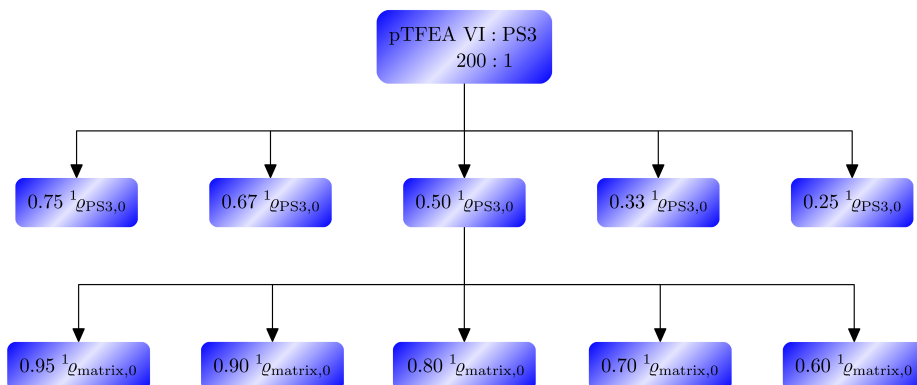 pTFEA VI : PS3
200 : 1
0.75 ¹ϱPS3,0
0.67 ¹ϱPS3,0
0.50 ¹ϱPS3,0
0.33 ¹ϱPS3,0
0.25 ¹ϱPS3,0
0.95 ¹ϱmatrix,0
0.90 ¹ϱmatrix,0
0.80 ¹ϱmatrix,0
0.70 ¹ϱmatrix,0
0.60 ¹ϱmatrix,0